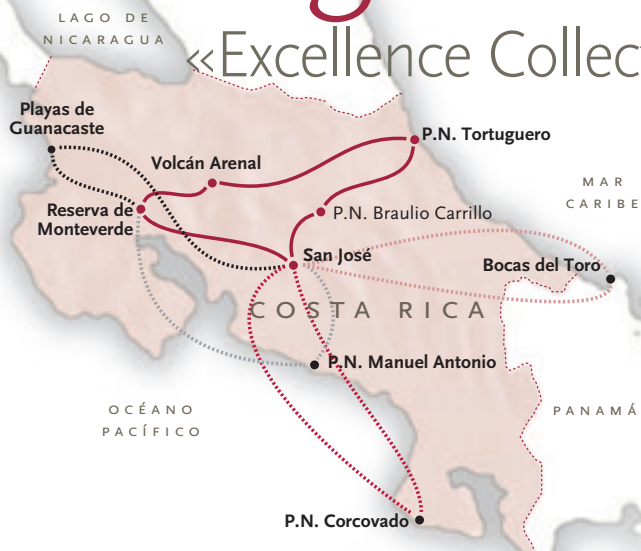 LAGO DE
NICARAGUA
«Excellence Collec
Playas de
Guanacaste
P.N. Tortuguero
Volcán Arenal
MAR
CARIBE
Reserva de
Monteverde
P.N. Braulio Carrillo
San José
Bocas del Toro
COSTA RICA
P.N. Manuel Antonio
OCÉANO
PACÍFICO
PANAMÁ
P.N. Corcovado